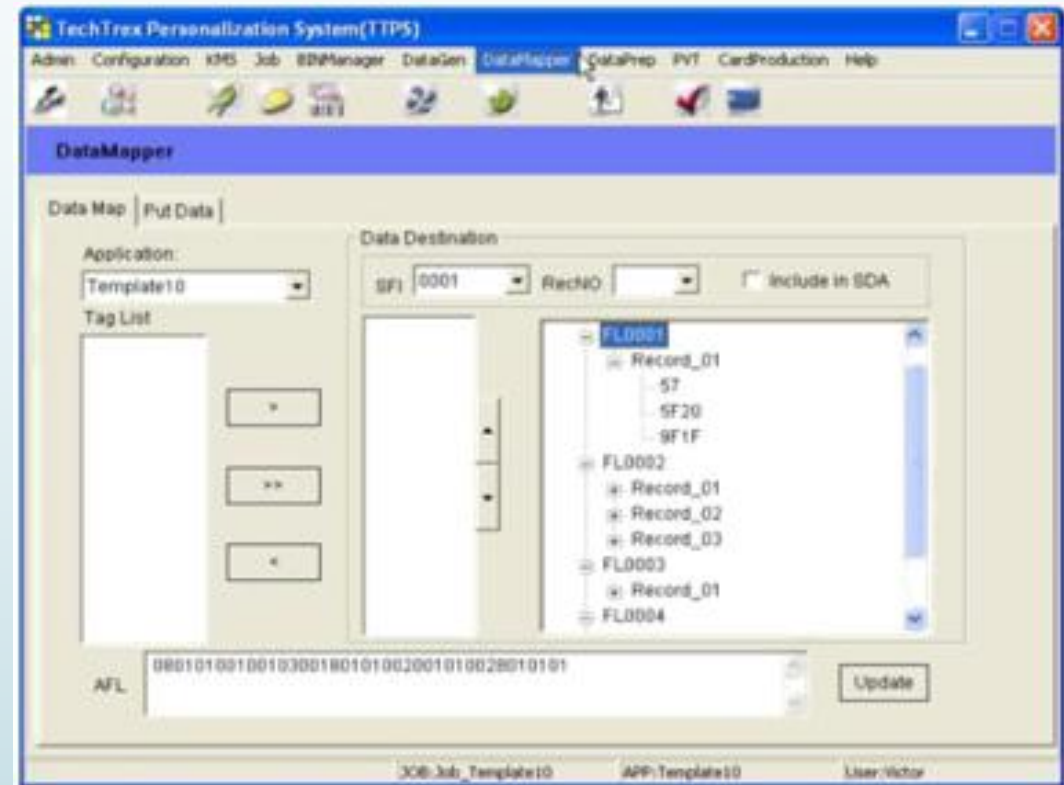 TechTrex Personalization System(TTPS)
Admin Configuration KMS Job BINManager DataGen DataMapper DataPrep PVT CardProduction Help
DataMapper
Data Map Put Data
Application:
Template10
Tag List
Data Destination
SFI 0001 RecNO Include in SDA
>
>>
<
FL0001
Record_01
57
5F20
9F1F
FL0002
Record_01
Record_02
Record_03
FL0003
Record_01
FL0004
AFL
0801010010010300180101002001010028010101
Update
JOB:Job_Template10 APP:Template10 User:Victor